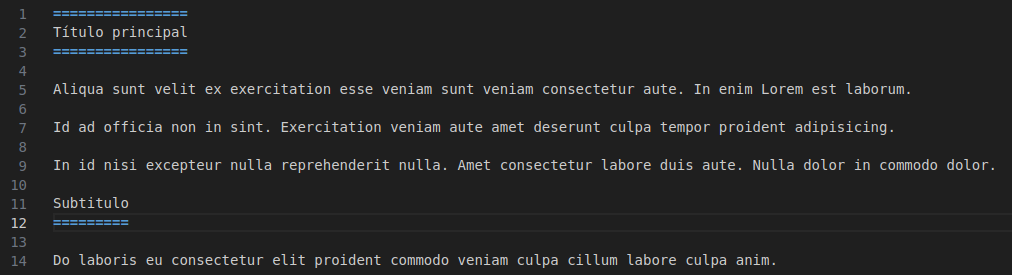 1 ================
2 Título principal
3 ================
4
5 Aliqua sunt velit ex exercitation esse veniam sunt veniam consectetur aute. In enim Lorem est laborum.
6
7 Id ad officia non in sint. Exercitation veniam aute amet deserunt culpa tempor proident adipisicing.
8
9 In id nisi excepteur nulla reprehenderit nulla. Amet consectetur labore duis aute. Nulla dolor in commodo dolor.
10
11 Subtitulo
12 =========
13
14 Do laboris eu consectetur elit proident commodo veniam culpa cillum labore culpa anim.